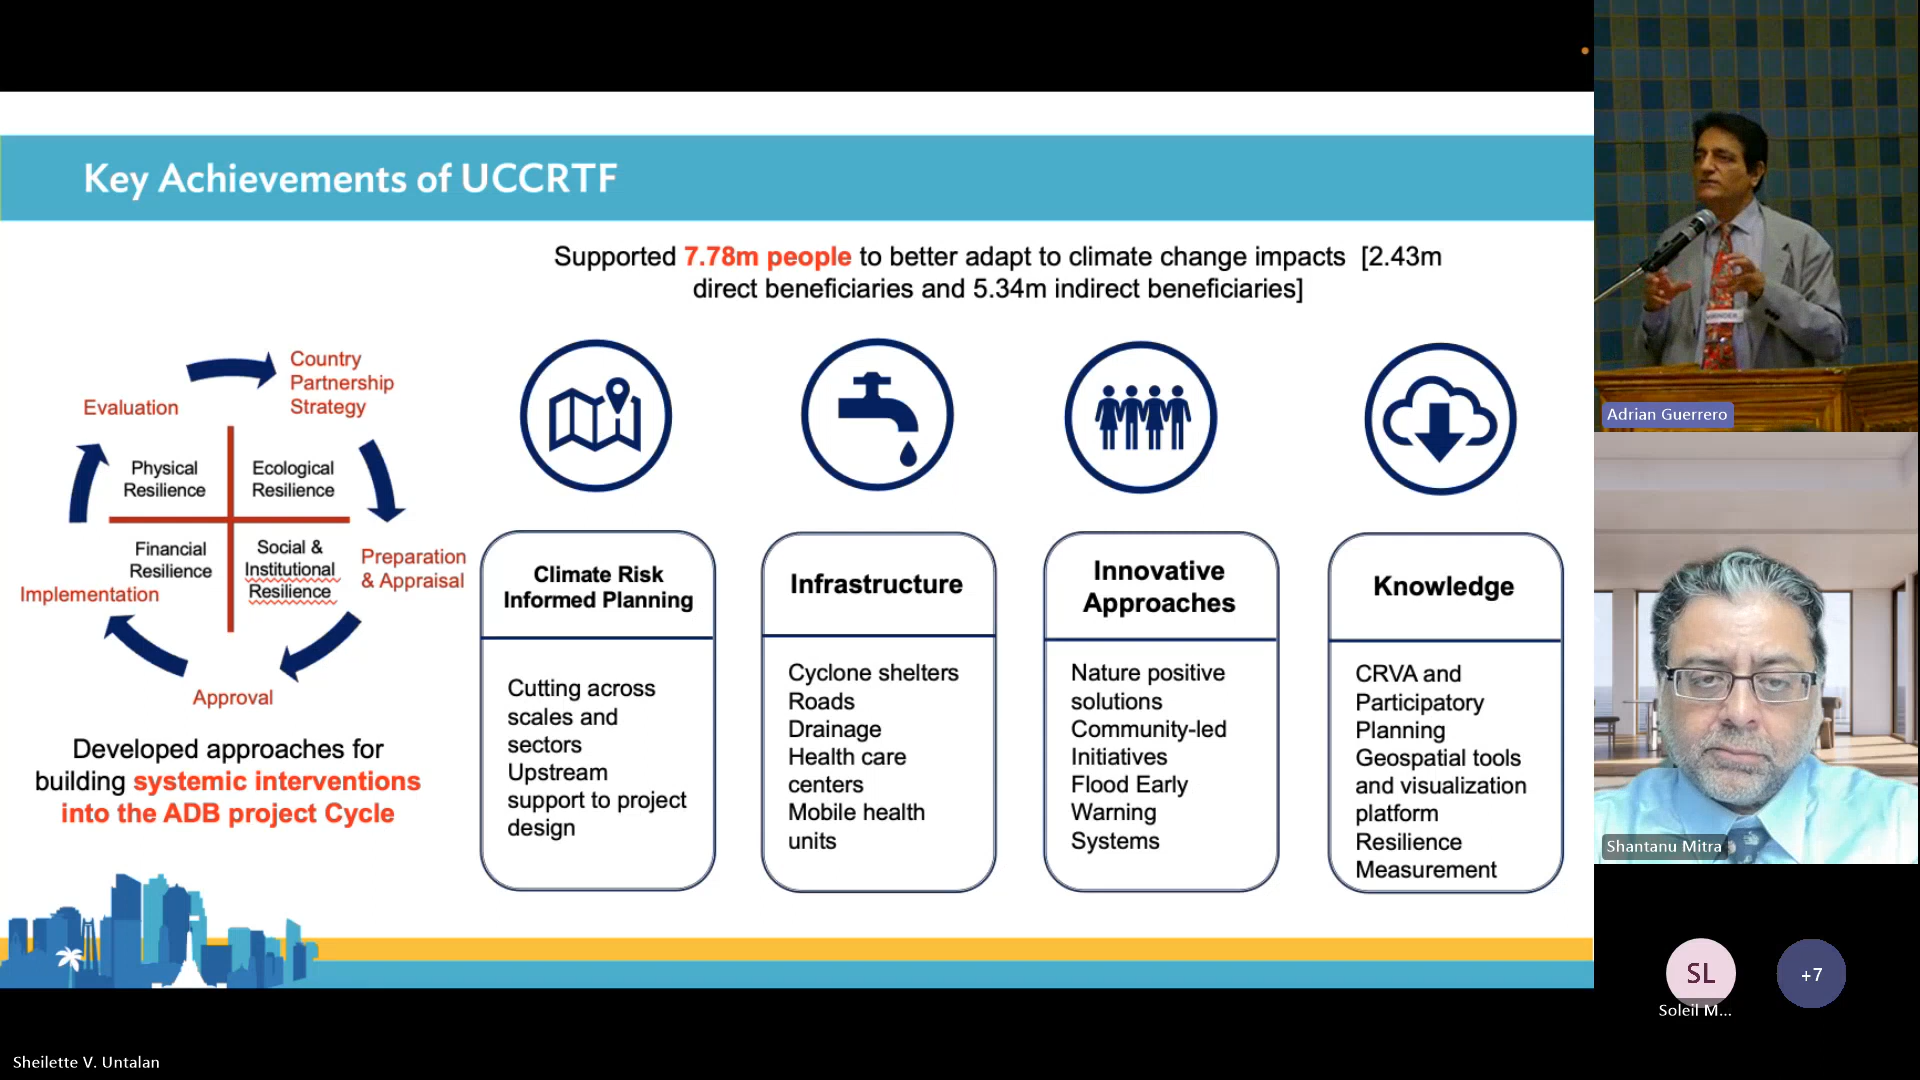 Key Achievements of UCCRTF
Supported 7.78m people to better adapt to climate change impacts [2.43m
direct beneficiaries and 5.34m indirect beneficiaries]
Country
Partnership
Strategy
Evaluation
Physical
Resilience
Ecological
Resilience
Financial
Resilience
Social &
Institutional
Resilience
Preparation
& Appraisal
Implementation
Approval
Developed approaches for
building systemic interventions
into the ADB project Cycle
Climate Risk
Informed Planning
Cutting across
scales and
sectors
Upstream
support to project
design
Infrastructure
Cyclone shelters
Roads
Drainage
Health care
centers
Mobile health
units
Innovative
Approaches
Nature positive
solutions
Community-led
Initiatives
Flood Early
Warning
Systems
Knowledge
CRVA and
Participatory
Planning
Geospatial tools
and visualization
platform
Resilience
Measurement
Adrian Guerrero
Shantanu Mitra
SL
Soleil M...
+7
Sheilette V. Untalan